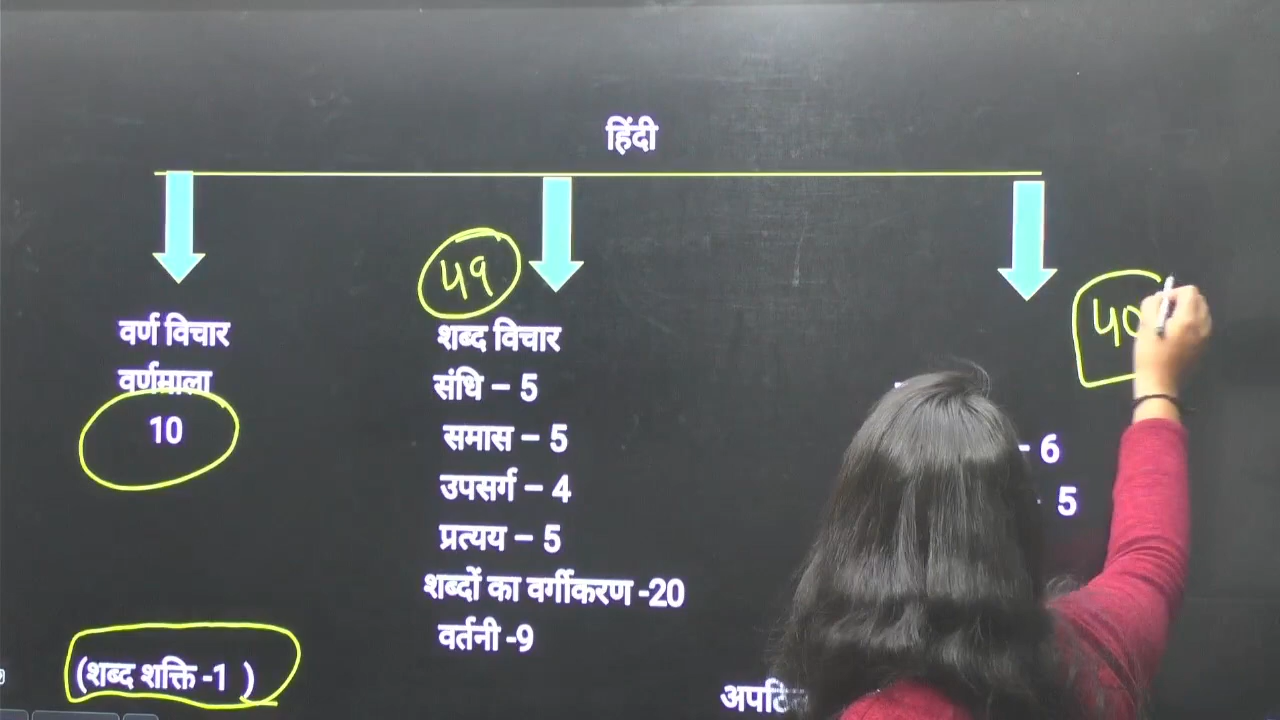 हिंदी
49
40
वर्ण विचार
शब्द विचार
वर्णमाला
संधि – 5
10
समास – 5
- 6
उपसर्ग – 4
5
प्रत्यय – 5
शब्दों का वर्गीकरण -20
वर्तनी -9
(शब्द शक्ति -1 )